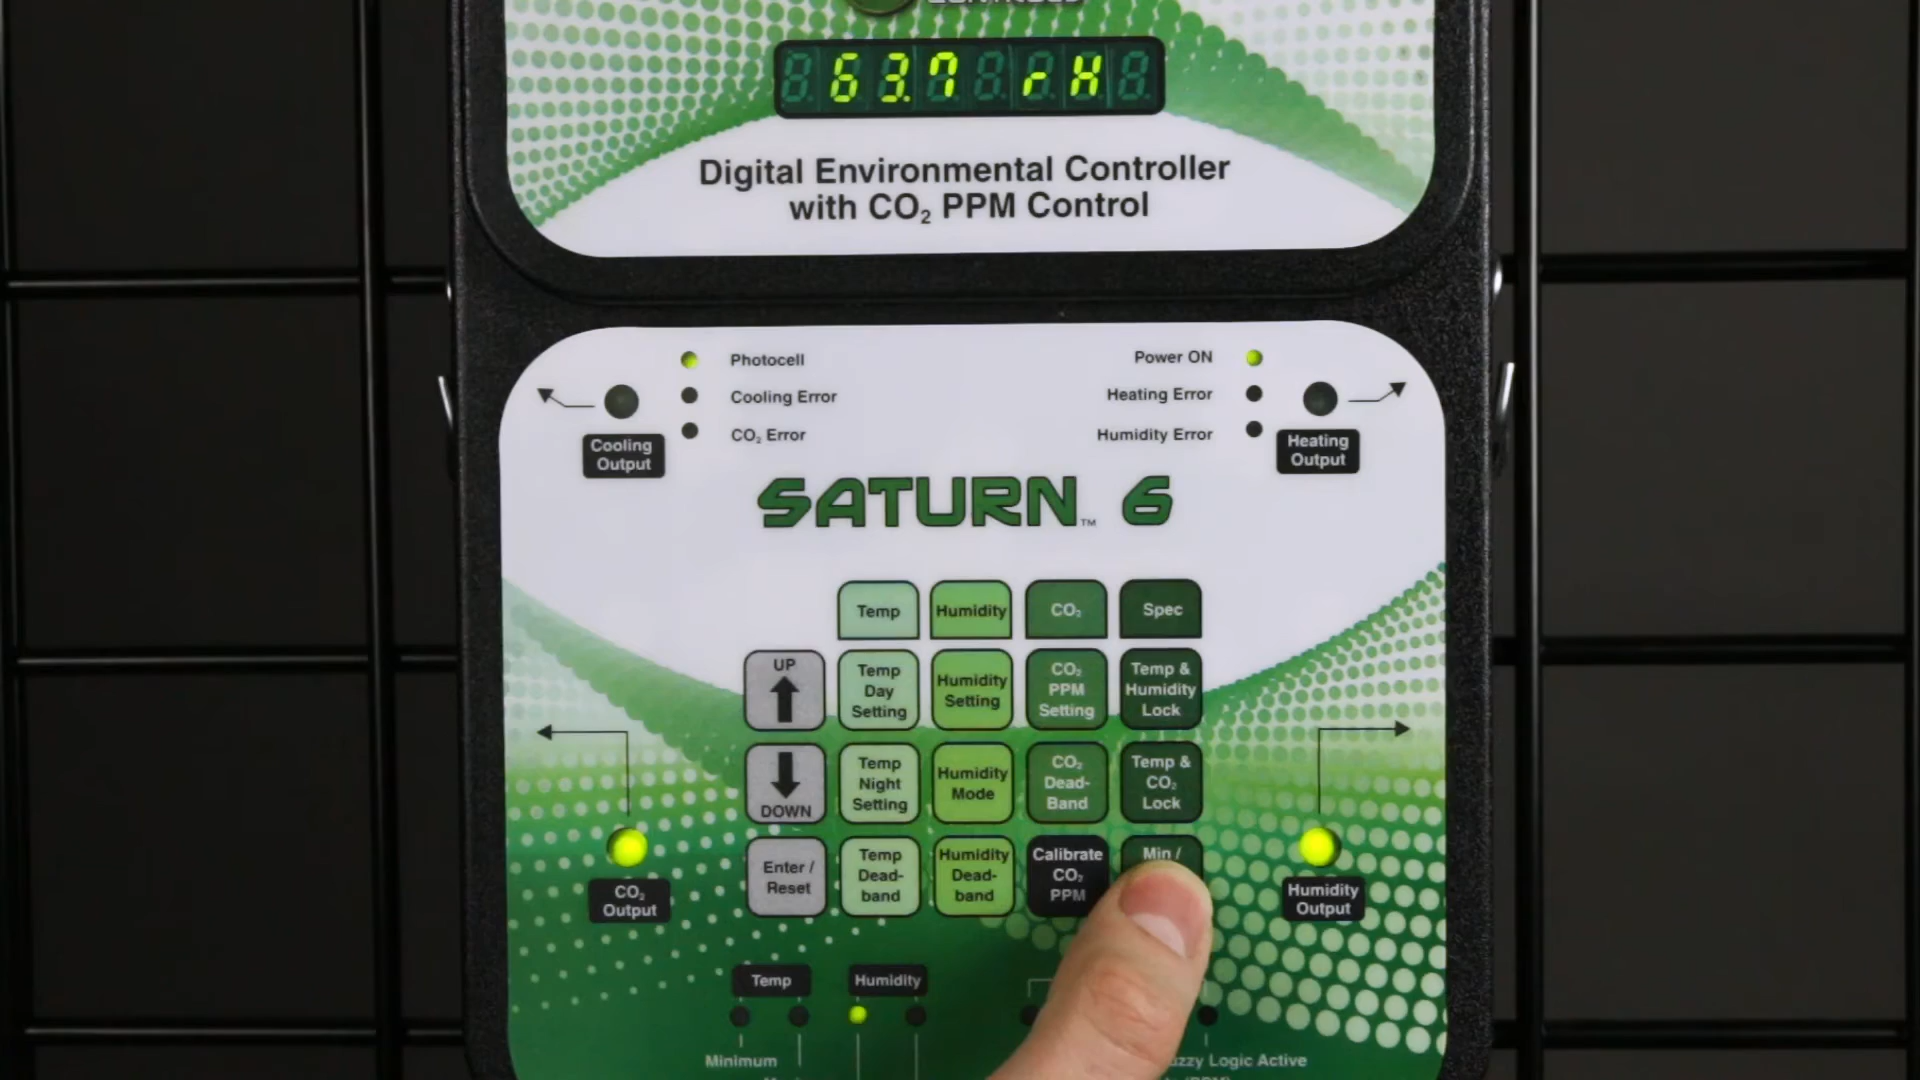 63.7 rH
Digital Environmental Controller
with CO₂ PPM Control
Photocell
Cooling Error
CO₂ Error
Power ON
Heating Error
Humidity Error
Cooling
Output
Heating
Output
SATURN™ 6
Temp
Humidity
CO₂
Spec
UP
Temp
Day
Setting
Humidity
Setting
CO₂
PPM
Setting
Temp &
Humidity
Lock
DOWN
Temp
Night
Setting
Humidity
Mode
CO₂
Dead-
Band
Temp &
CO₂
Lock
Enter /
Reset
Temp
Dead-
band
Humidity
Dead-
band
Calibrate
CO₂
PPM
Min /
CO₂
Output
Humidity
Output
Temp
Humidity
Minimum
Logic Active